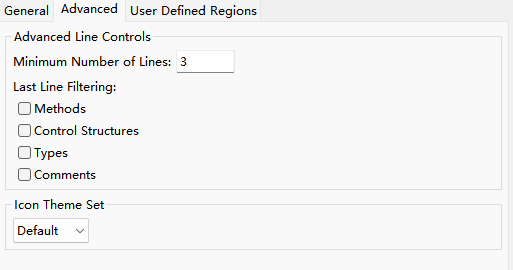 General Advanced User Defined Regions
Advanced Line Controls
Minimum Number of Lines: 3
Last Line Filtering:
Methods
Control Structures
Types
Comments
Icon Theme Set
Default